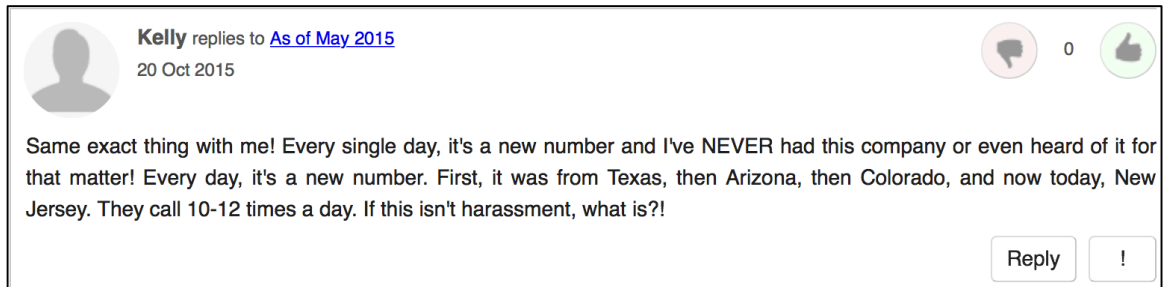 Kelly replies to As of May 2015
0
20 Oct 2015
Same exact thing with me! Every single day, it's a new number and I've NEVER had this company or even heard of it for
that matter! Every day, it's a new number. First, it was from Texas, then Arizona, then Colorado, and now today, New
Jersey. They call 10-12 times a day. If this isn't harassment, what is?!
Reply
!